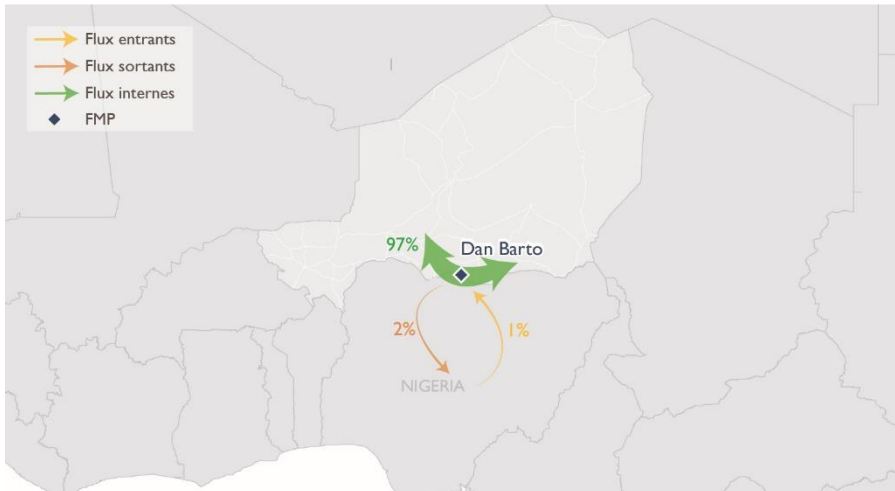 Flux entrants
Flux sortants
Flux internes
FMP
97%
Dan Barto
2%
1%
NIGERIA